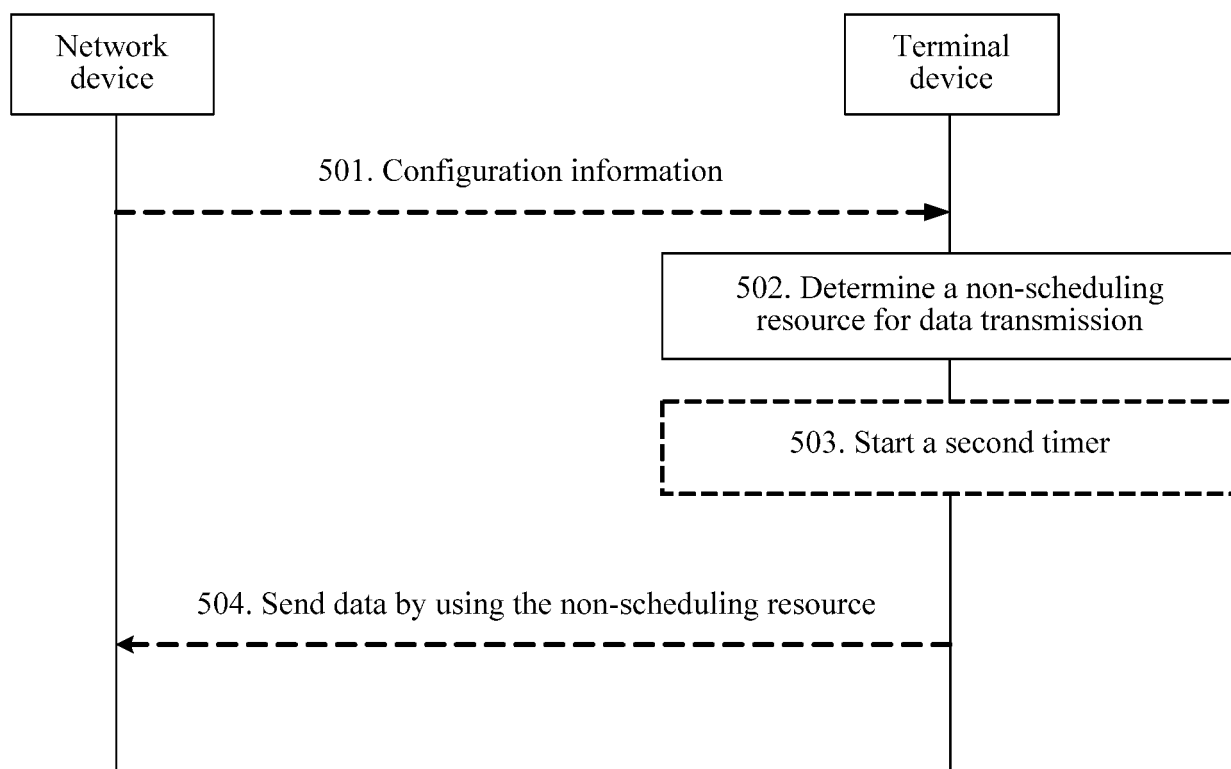 Network
device
Terminal
device
501. Configuration information
502. Determine a non-scheduling
resource for data transmission
503. Start a second timer
504. Send data by using the non-scheduling resource